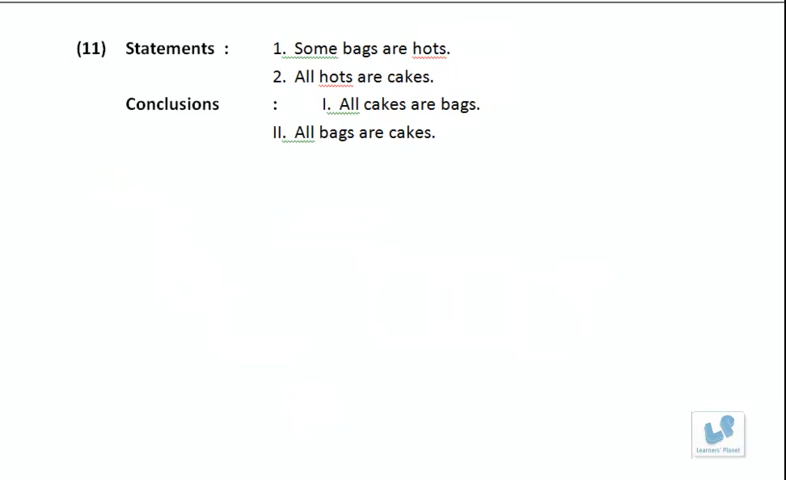 (11) Statements : 1. Some bags are hots.
2. All hots are cakes.
Conclusions : I. All cakes are bags.
II. All bags are cakes.
LP
Learners' Planet